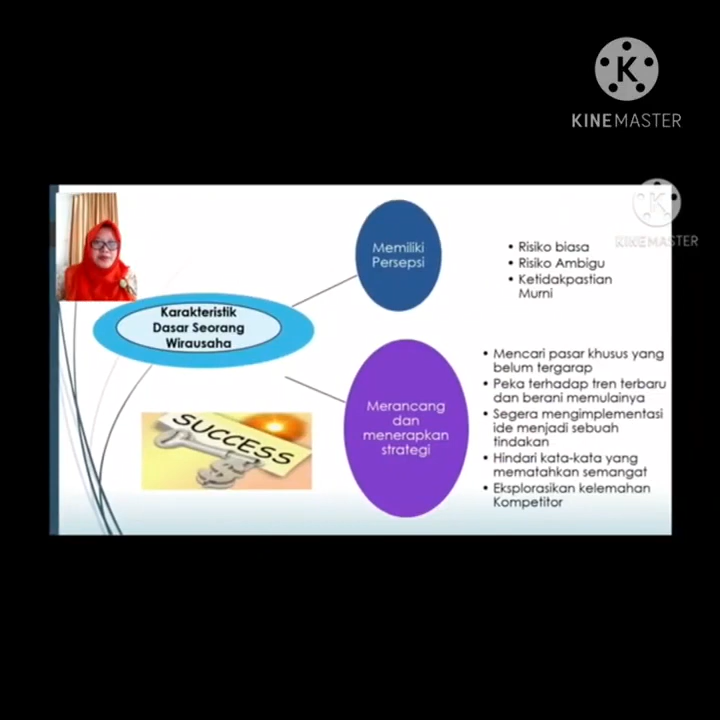 KINEMASTER
KINEMASTER
Karakteristik
Dasar Seorang
Wirausaha
Memiliki
Persepsi
• Risiko biasa
• Risiko Ambigu
• Ketidakpastian
Murni
Merancang
dan
menerapkan
strategi
• Mencari pasar khusus yang
belum tergarap
• Peka terhadap tren terbaru
dan berani memulainya
• Segera mengimplementasi
ide menjadi sebuah
tindakan
• Hindari kata-kata yang
mematahkan semangat
• Eksplorasikan kelemahan
Kompetitor
SUCCESS